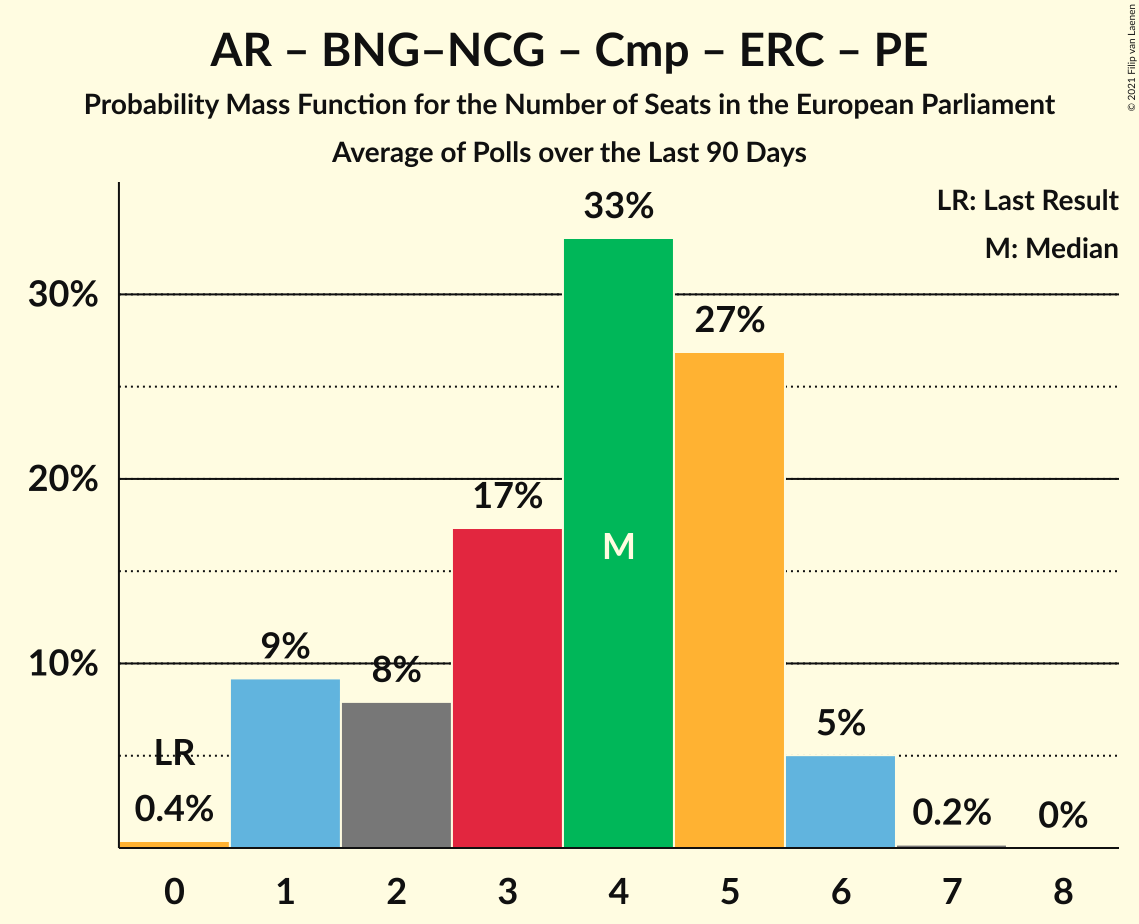 AR – BNG–NCG – Cmp – ERC – PE
Probability Mass Function for the Number of Seats in the European Parliament
Average of Polls over the Last 90 Days
© 2021 Filip van Laenen
LR: Last Result
M: Median
33%
30%
27%
20%
17%
M
10%
9%
8%
5%
LR
0.4%
0.2%
0%
0 1 2 3 4 5 6 7 8